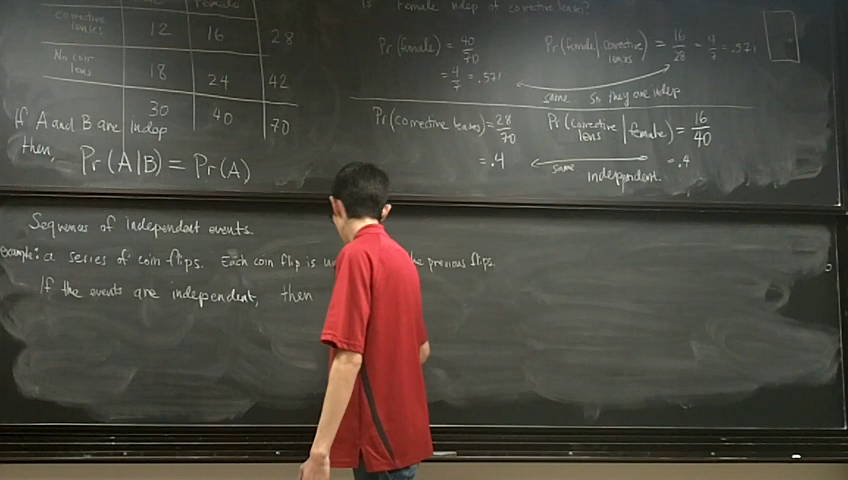 Female
corrective lenses 12 16 28
No corr lens 18 24 42
30 40 70
If A and B are indep
then, Pr(A|B) = Pr(A)
Is Female indep of corrective lenses?
Pr(female) = 40/70
= 4/7 = .571
Pr(female | corrective lenses) = 16/28 = 4/7 = .571
same so they are indep
Pr(corrective lenses) = 28/70
= .4
Pr(corrective lens | female) = 16/40
= .4
same
independent.
Sequences of independent events.
example: a series of coin flips. Each coin flip is the previous flips.
If the events are independent, then